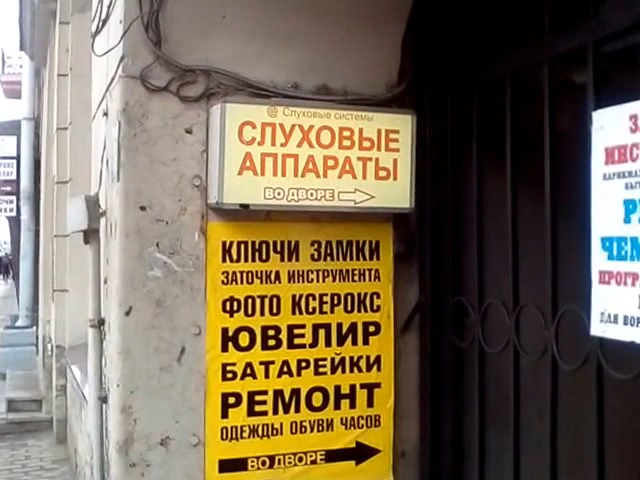 @ Слуховые системы
СЛУХОВЫЕ
АППАРАТЫ
ВО ДВОРЕ
КЛЮЧИ ЗАМКИ
ЗАТОЧКА ИНСТРУМЕНТА
ФОТО КСЕРОКС
ЮВЕЛИР
БАТАРЕЙКИ
РЕМОНТ
ОДЕЖДЫ ОБУВИ ЧАСОВ
ВО ДВОРЕ